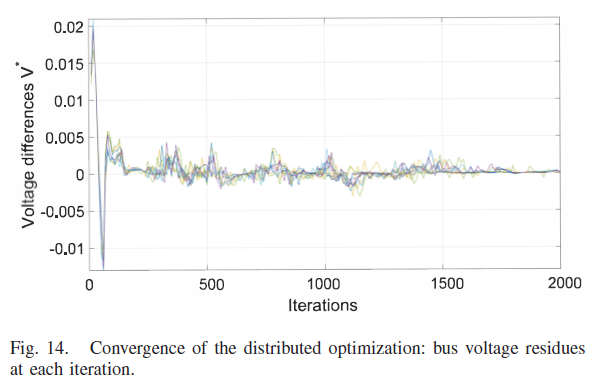 0.02
0.015
0.01
0.005
0
-0.005
-0.01
Voltage differences V*
0 500 1000 1500 2000
Iterations
Fig. 14. Convergence of the distributed optimization: bus voltage residues
at each iteration.